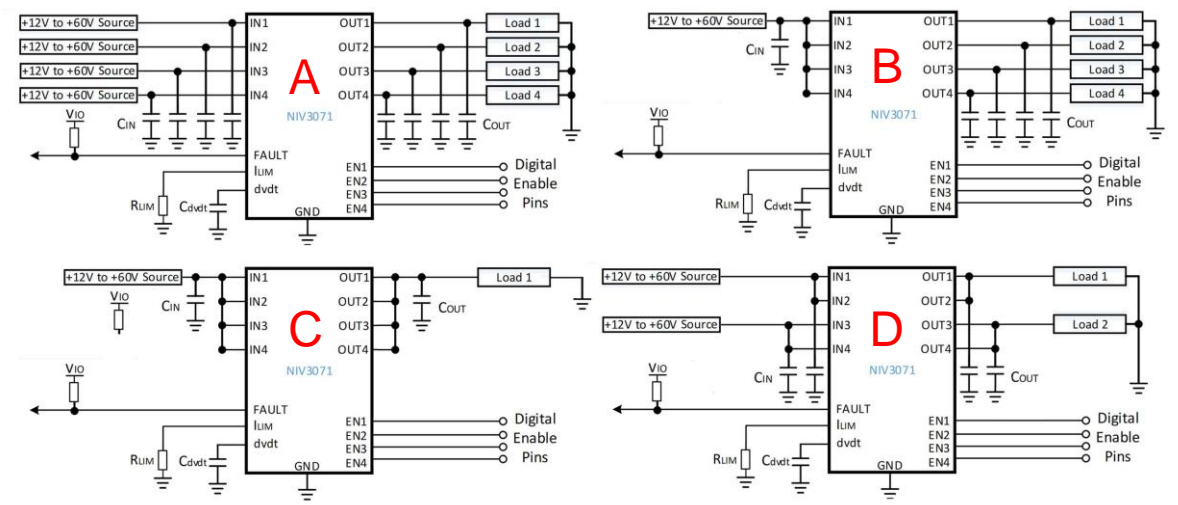 +12V to +60V Source IN1 OUT1 Load 1
+12V to +60V Source IN2 OUT2 Load 2
+12V to +60V Source IN3 A OUT3 Load 3
+12V to +60V Source IN4 OUT4 Load 4
VIO CIN NIV3071 COUT
FAULT
ILIM EN1 Digital
dvdt EN2 Enable
RLIM Cdvdt EN3 Pins
GND EN4
+12V to +60V Source IN1 OUT1 Load 1
CIN IN2 OUT2 Load 2
IN3 B OUT3 Load 3
IN4 OUT4 Load 4
VIO NIV3071 COUT
FAULT
ILIM EN1 Digital
dvdt EN2 Enable
RLIM Cdvdt EN3 Pins
GND EN4
+12V to +60V Source IN1 OUT1 Load 1
VIO CIN IN2 OUT2 COUT
IN3 C OUT3
IN4 OUT4
VIO NIV3071
FAULT
ILIM EN1 Digital
dvdt EN2 Enable
RLIM Cdvdt EN3 Pins
GND EN4
+12V to +60V Source IN1 OUT1 Load 1
IN2 OUT2
+12V to +60V Source IN3 D OUT3 Load 2
IN4 OUT4
VIO CIN NIV3071 COUT
FAULT
ILIM EN1 Digital
dvdt EN2 Enable
RLIM Cdvdt EN3 Pins
GND EN4